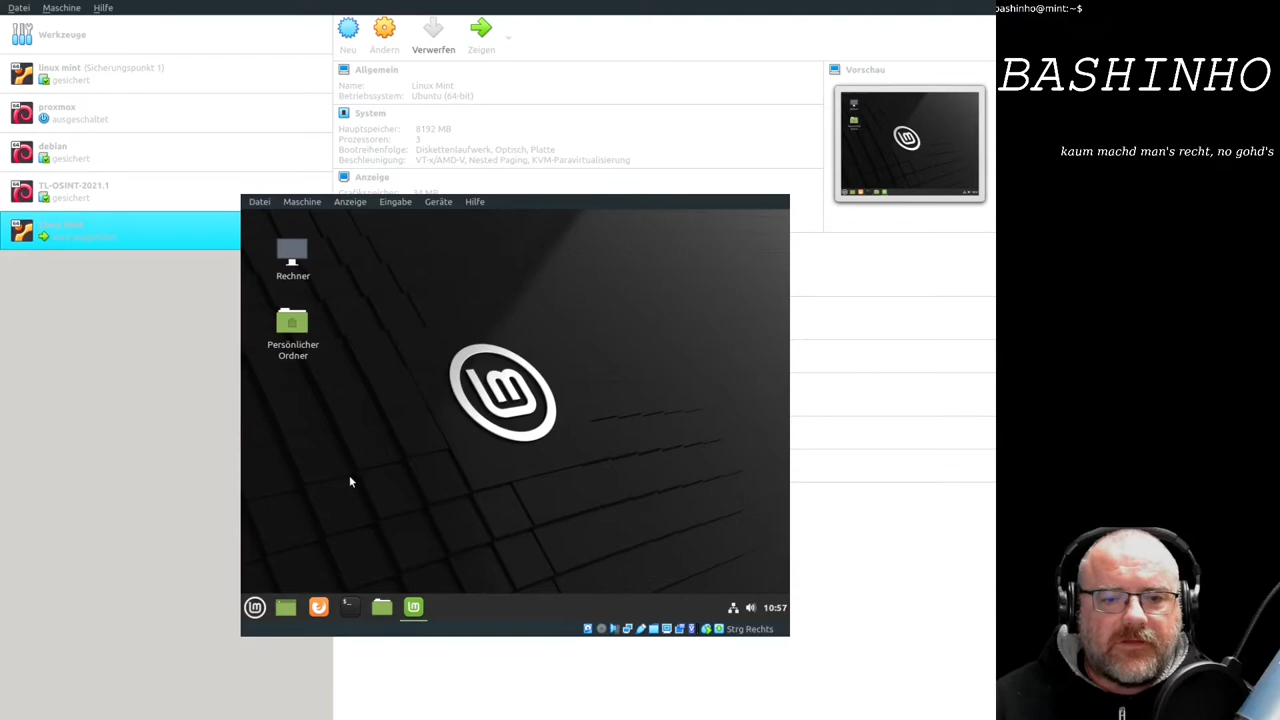 Datei Maschine Hilfe
Werkzeuge
linux mint (Sicherungspunkt 1)
gesichert
proxmox
ausgeschaltet
debian
gesichert
TL-OSINT-2021.1
gesichert
Neu Ändern Verwerfen Zeigen
Allgemein
Name: Linux Mint
Betriebssystem: Ubuntu (64-bit)
System
Hauptspeicher: 8192 MB
Prozessoren: 3
Bootreihenfolge: Diskettenlaufwerk, Optisch, Platte
Beschleunigung: VT-x/AMD-V, Nested Paging, KVM-Paravirtualisierung
Anzeige
Vorschau
Datei Maschine Anzeige Eingabe Geräte Hilfe
Rechner
Persönlicher
Ordner
10:57
Strg Rechts
bashinho@mint:~$
BASHINHO
kaum machd man's recht, no gohd's